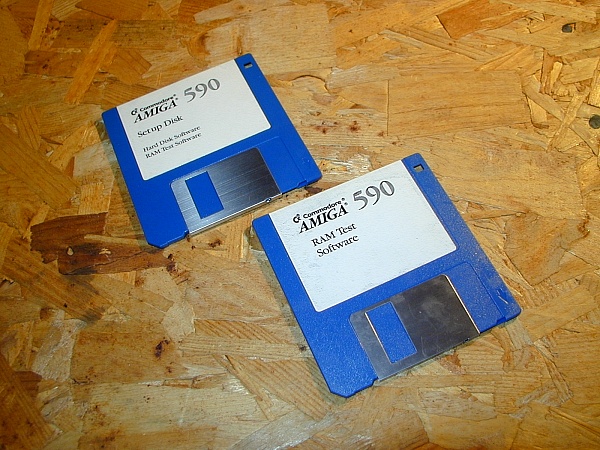 Commodore®
AMIGA 590
Setup Disk
Hard Disk Software
RAM Test Software
Commodore®
AMIGA® 590
RAM Test
Software